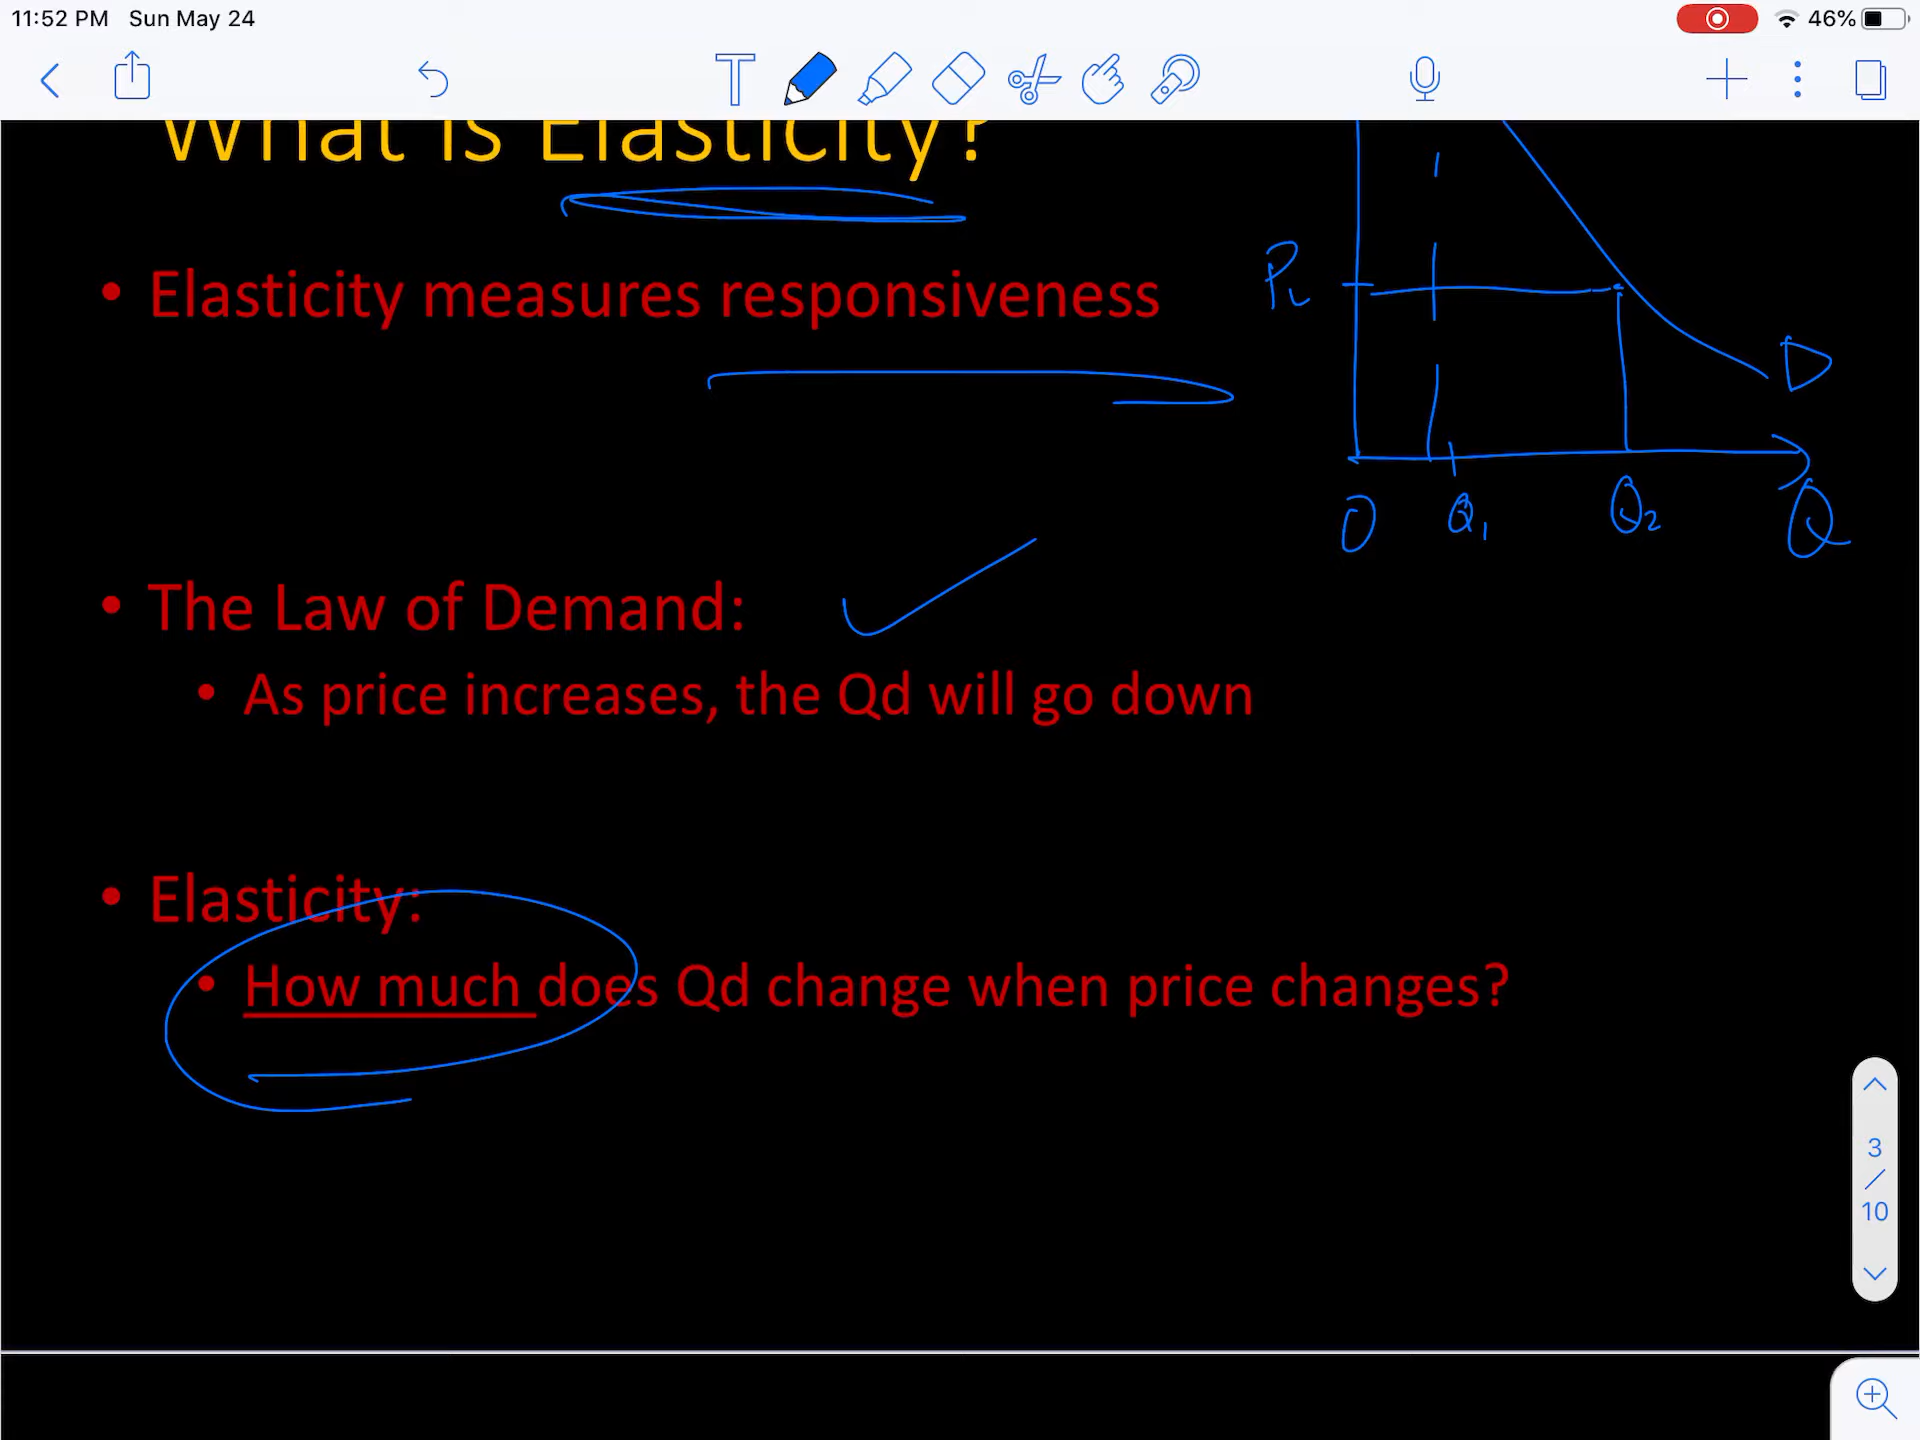 11:52 PM Sun May 24
46%
What is Elasticity?
• Elasticity measures responsiveness
P
D
0 Q1 Q2 Q
• The Law of Demand:
• As price increases, the Qd will go down
• Elasticity:
• How much does Qd change when price changes?
3
/
10